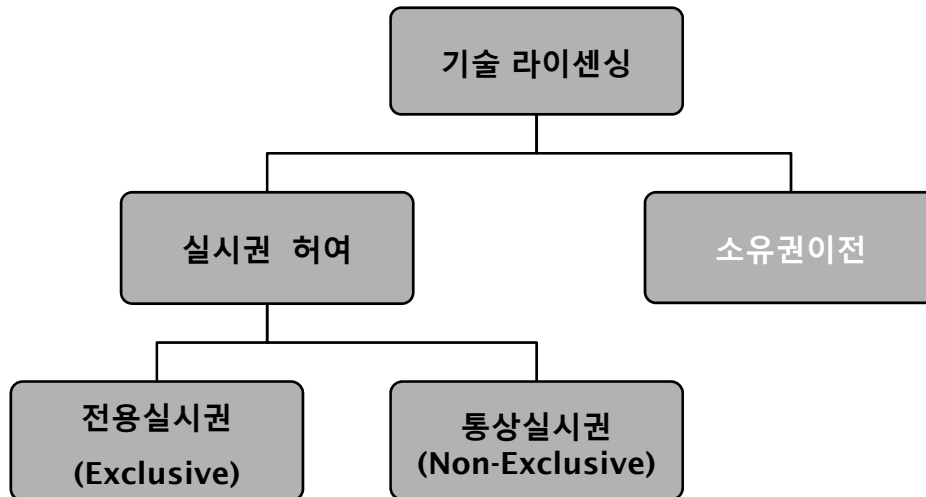 기술 라이센싱
실시권 허여
소유권이전
전용실시권
(Exclusive)
통상실시권
(Non-Exclusive)